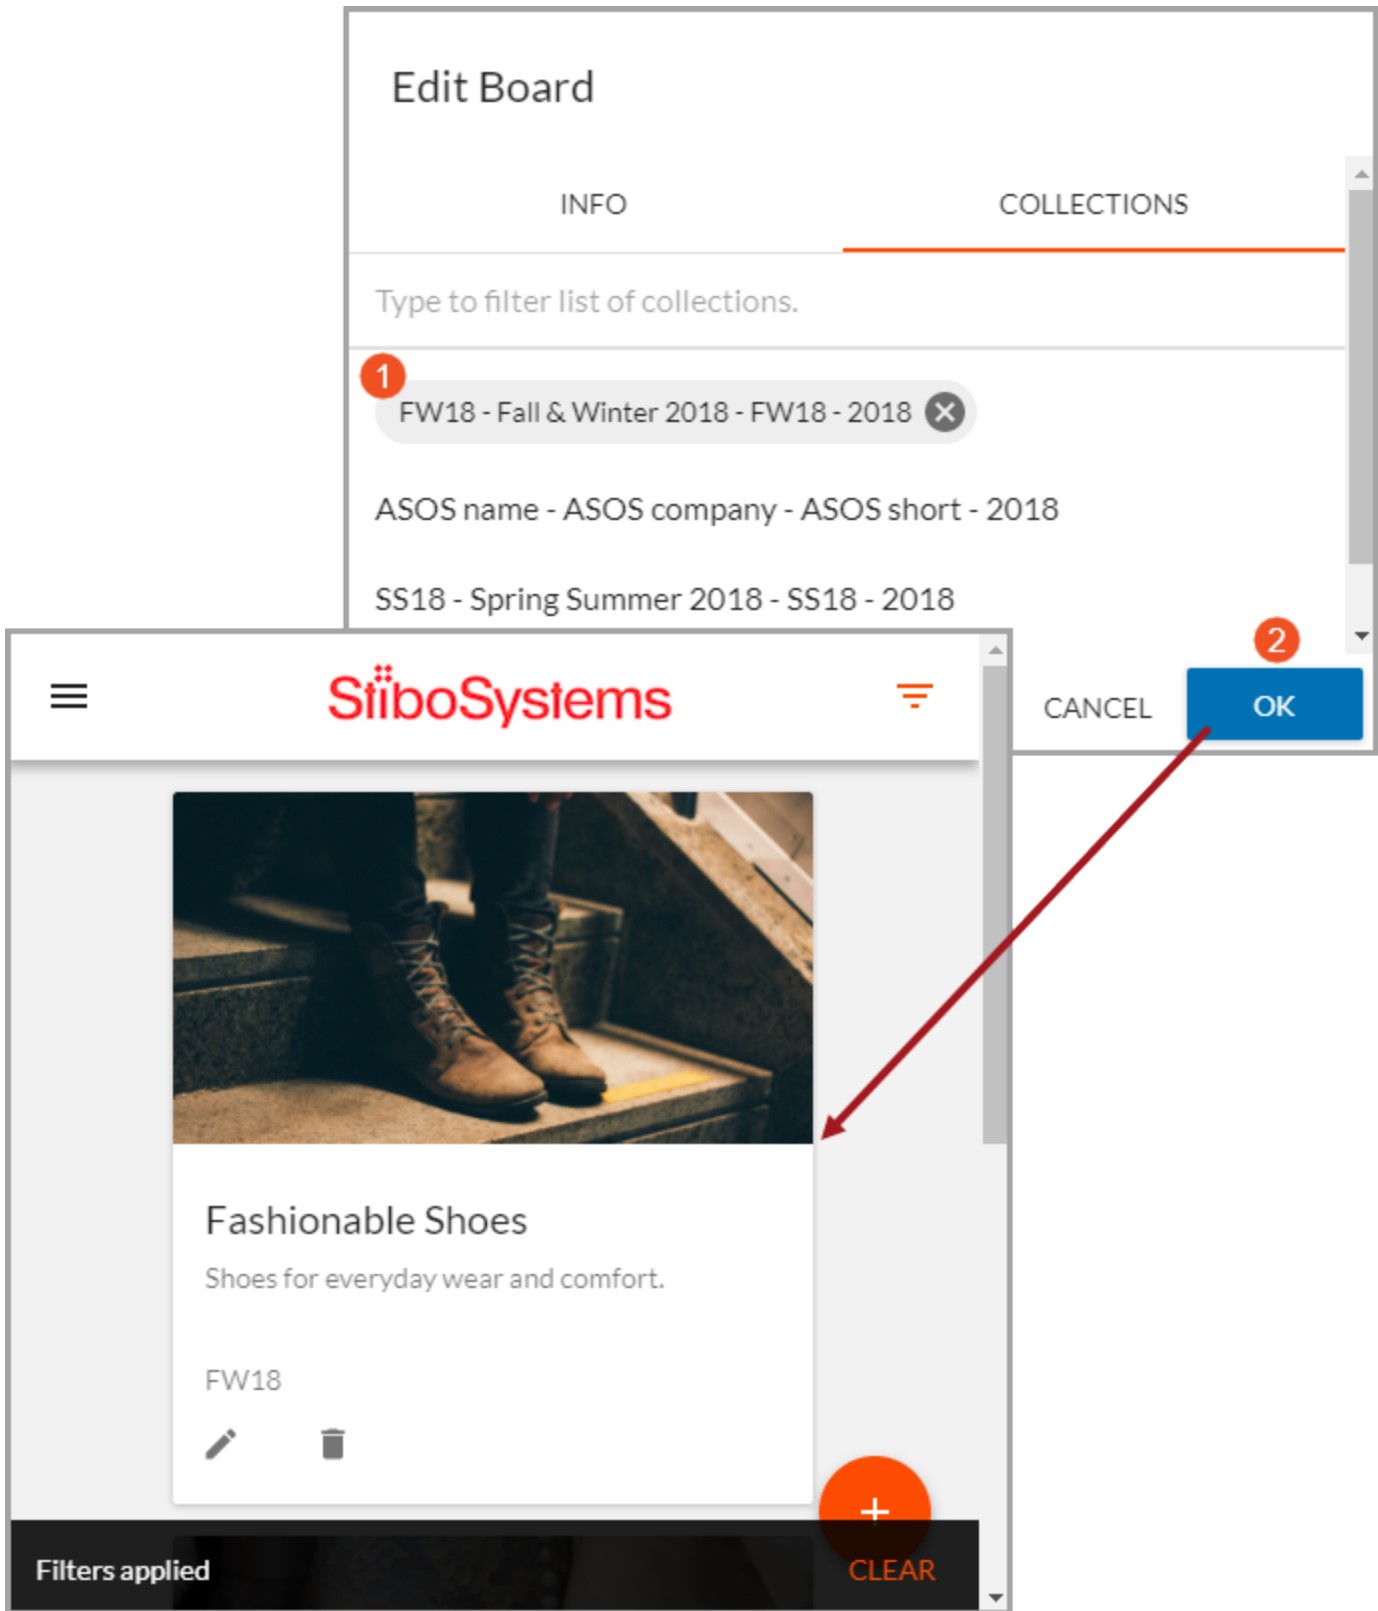 Edit Board
INFO
COLLECTIONS
Type to filter list of collections.
1
FW18 - Fall & Winter 2018 - FW18 - 2018
ASOS name - ASOS company - ASOS short - 2018
SS18 - Spring Summer 2018 - SS18 - 2018
2
CANCEL
OK
StiboSystems
Fashionable Shoes
Shoes for everyday wear and comfort.
FW18
Filters applied
CLEAR